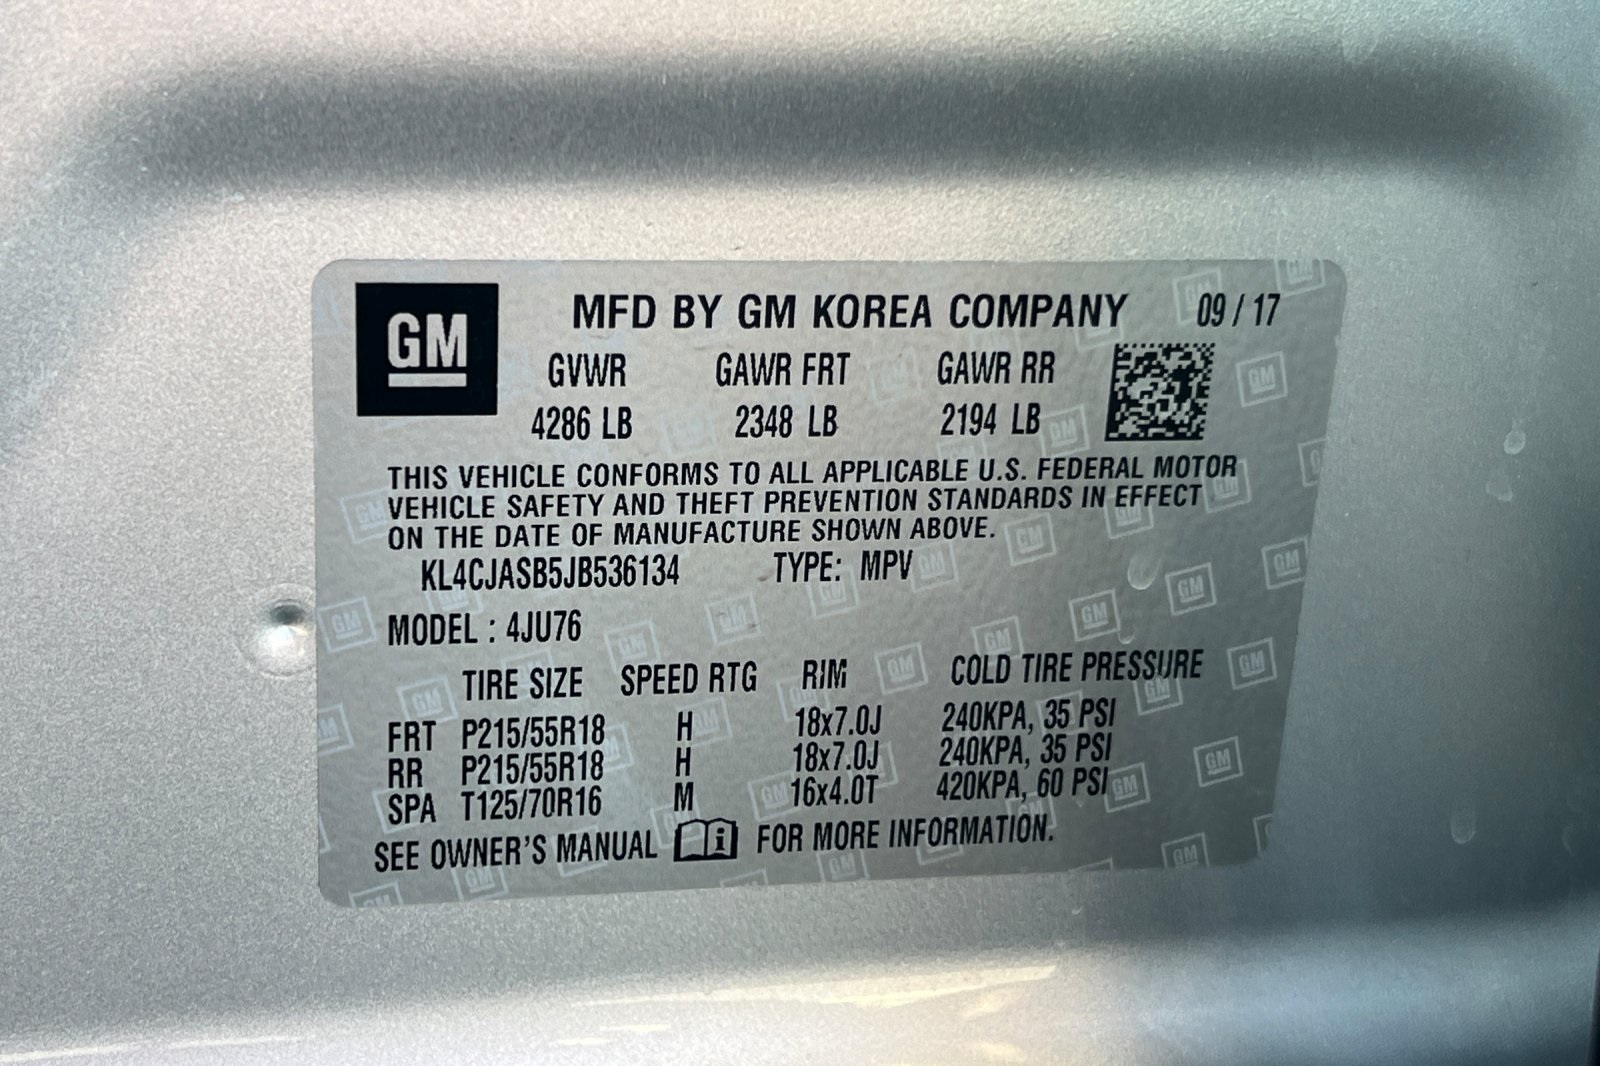 GM
MFD BY GM KOREA COMPANY 09 / 17
GVWR GAWR FRT GAWR RR
4286 LB 2348 LB 2194 LB
THIS VEHICLE CONFORMS TO ALL APPLICABLE U.S. FEDERAL MOTOR
VEHICLE SAFETY AND THEFT PREVENTION STANDARDS IN EFFECT
ON THE DATE OF MANUFACTURE SHOWN ABOVE.
KL4CJASB5JB536134 TYPE: MPV
MODEL : 4JU76
TIRE SIZE SPEED RTG RIM COLD TIRE PRESSURE
FRT P215/55R18 H 18x7.0J 240KPA, 35 PSI
RR P215/55R18 H 18x7.0J 240KPA, 35 PSI
SPA T125/70R16 M 16x4.0T 420KPA, 60 PSI
SEE OWNER'S MANUAL i FOR MORE INFORMATION.